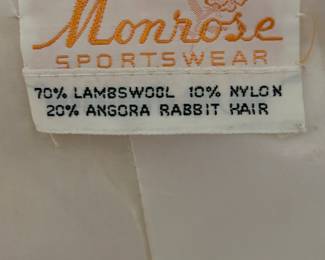 Monrose
SPORTSWEAR
70% LAMBSWOOL 10% NYLON
20% ANGORA RABBIT HAIR